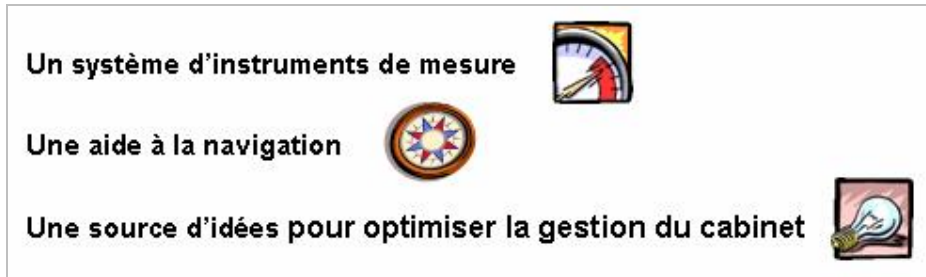 Un système d'instruments de mesure
Une aide à la navigation
Une source d'idées pour optimiser la gestion du cabinet